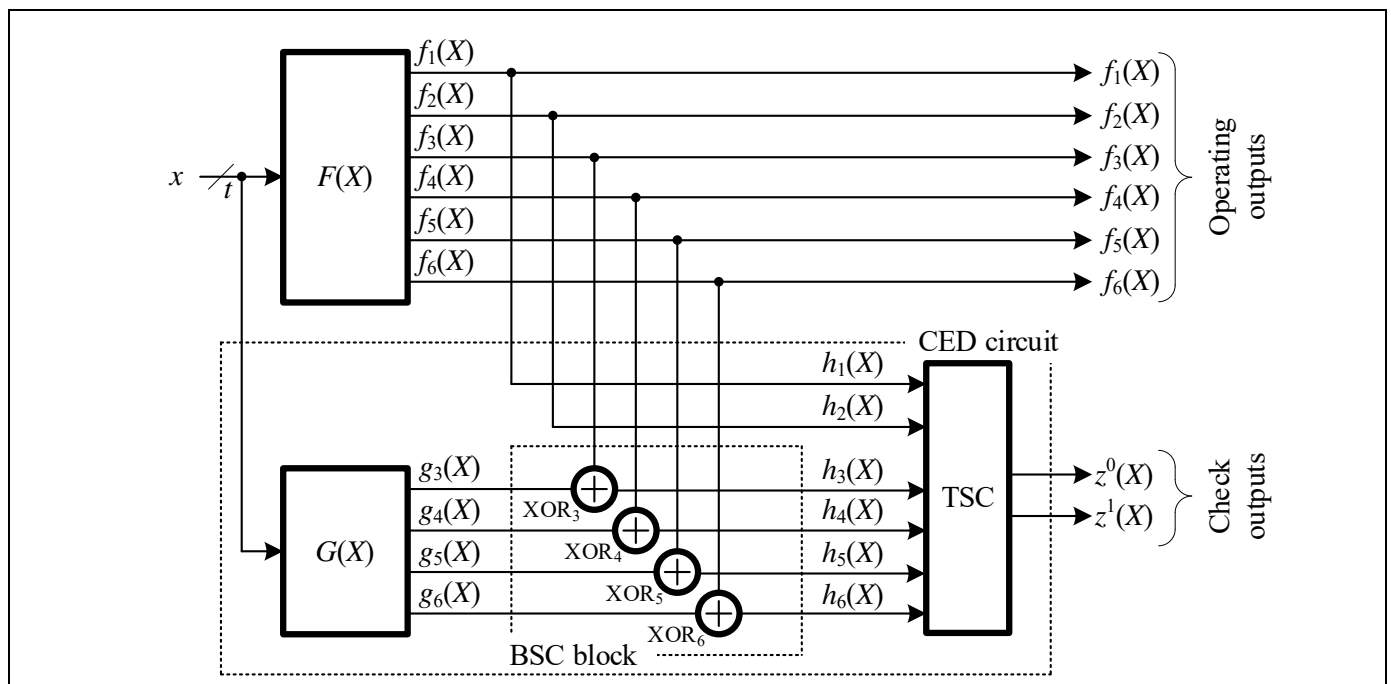 f₁(X)
f₂(X)
f₃(X)
f₄(X)
f₅(X)
f₆(X)
x
t
F(X)
f₁(X)
f₂(X)
f₃(X)
f₄(X)
f₅(X)
f₆(X)
Operating
outputs
CED circuit
h₁(X)
h₂(X)
h₃(X)
h₄(X)
h₅(X)
h₆(X)
TSC
z⁰(X)
z¹(X)
Check
outputs
G(X)
g₃(X)
g₄(X)
g₅(X)
g₆(X)
XOR₃
XOR₄
XOR₅
XOR₆
BSC block